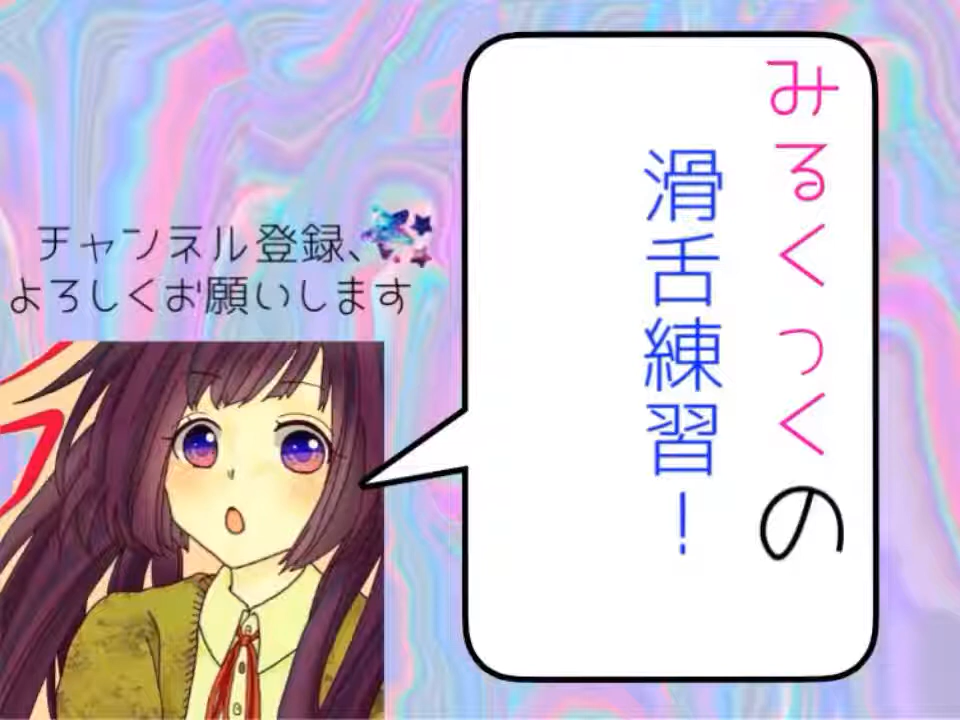 みるくっくの
滑舌練習！
チャンネル登録、
よろしくお願いします